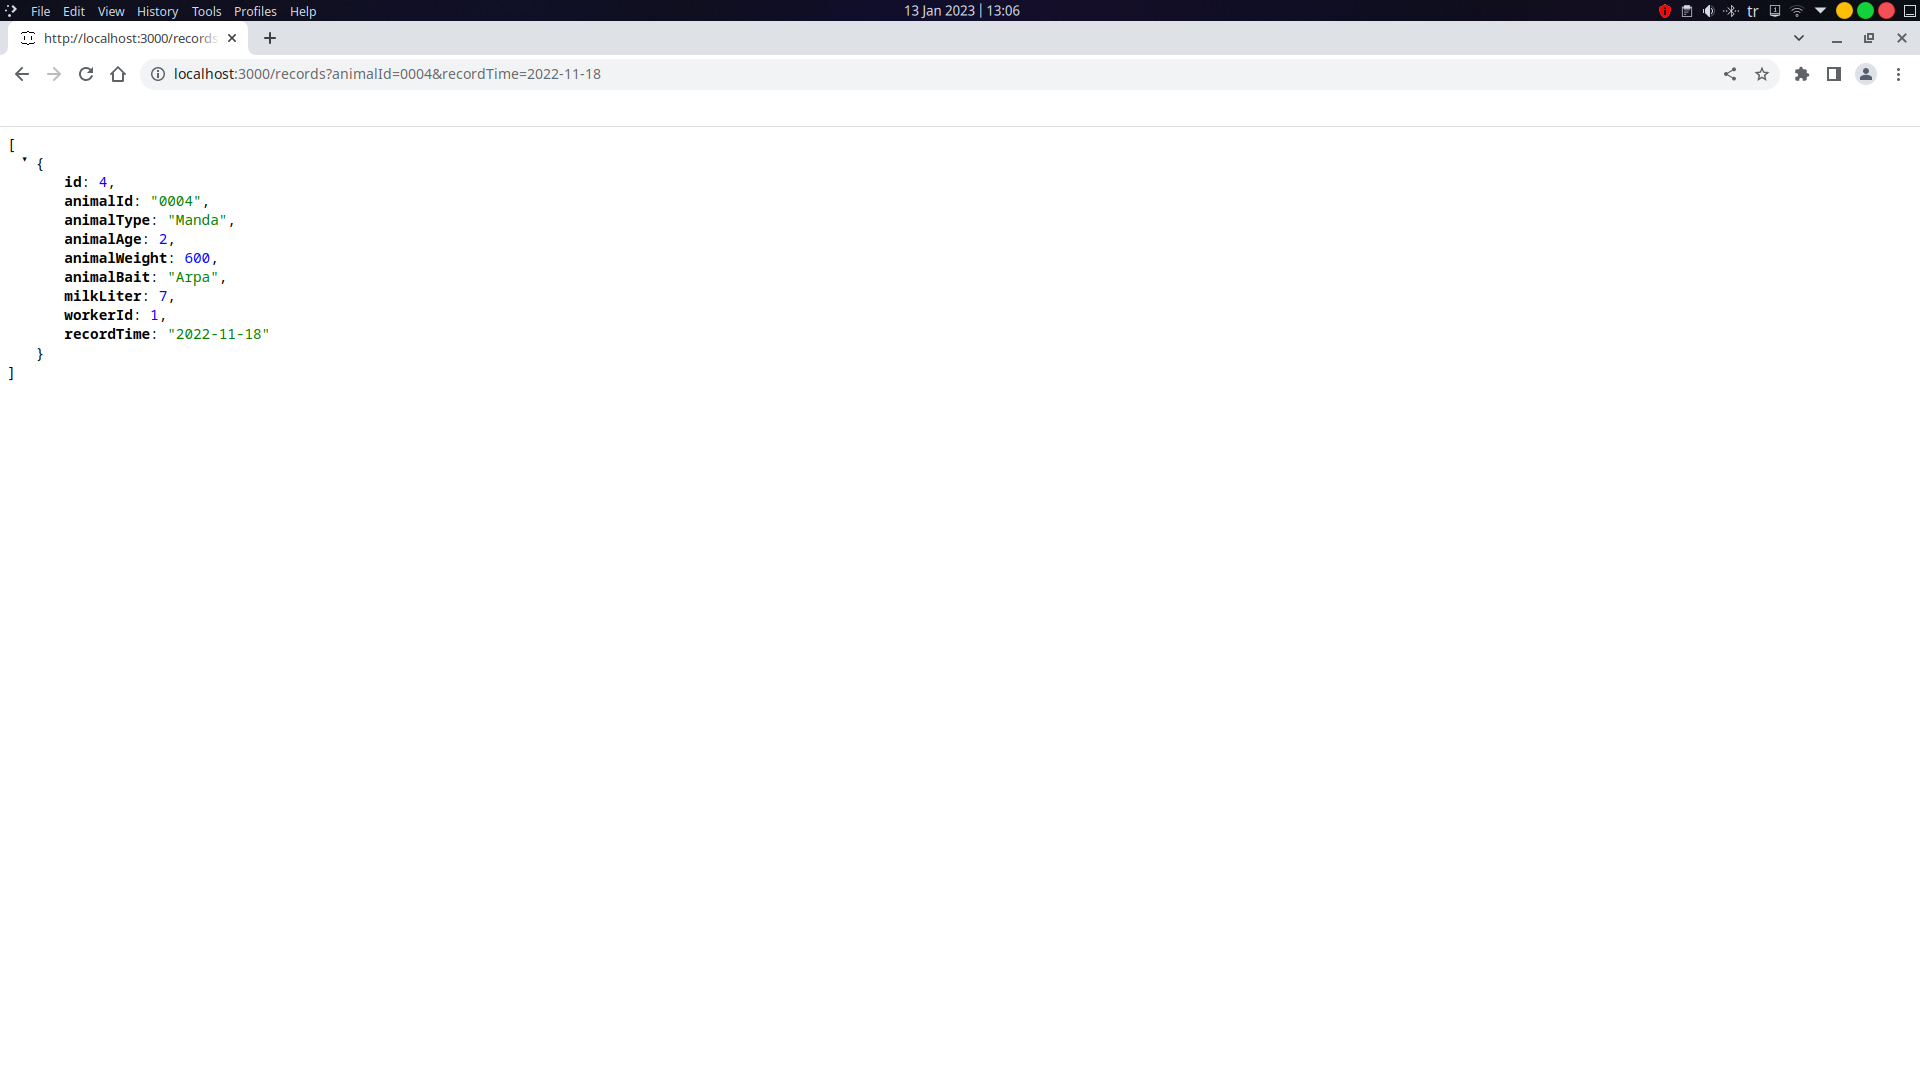 File Edit View History Tools Profiles Help
13 Jan 2023 | 13:06
tr
http://localhost:3000/records
localhost:3000/records?animalId=0004&recordTime=2022-11-18
[
{
id: 4,
animalId: "0004",
animalType: "Manda",
animalAge: 2,
animalWeight: 600,
animalBait: "Arpa",
milkLiter: 7,
workerId: 1,
recordTime: "2022-11-18"
}
]